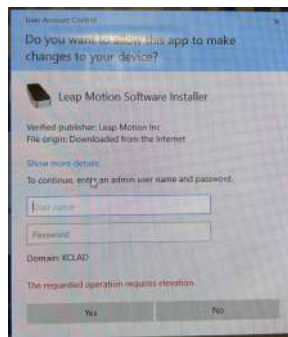 User Account Control
Do you want to allow this app to make
changes to your device?
Leap Motion Software Installer
Verified publisher: Leap Motion Inc
File origin: Downloaded from the Internet
Show more details
To continue, enter an admin user name and password.
User name
Password
Domain: KCLAD
The requested operation requires elevation.
Yes
No